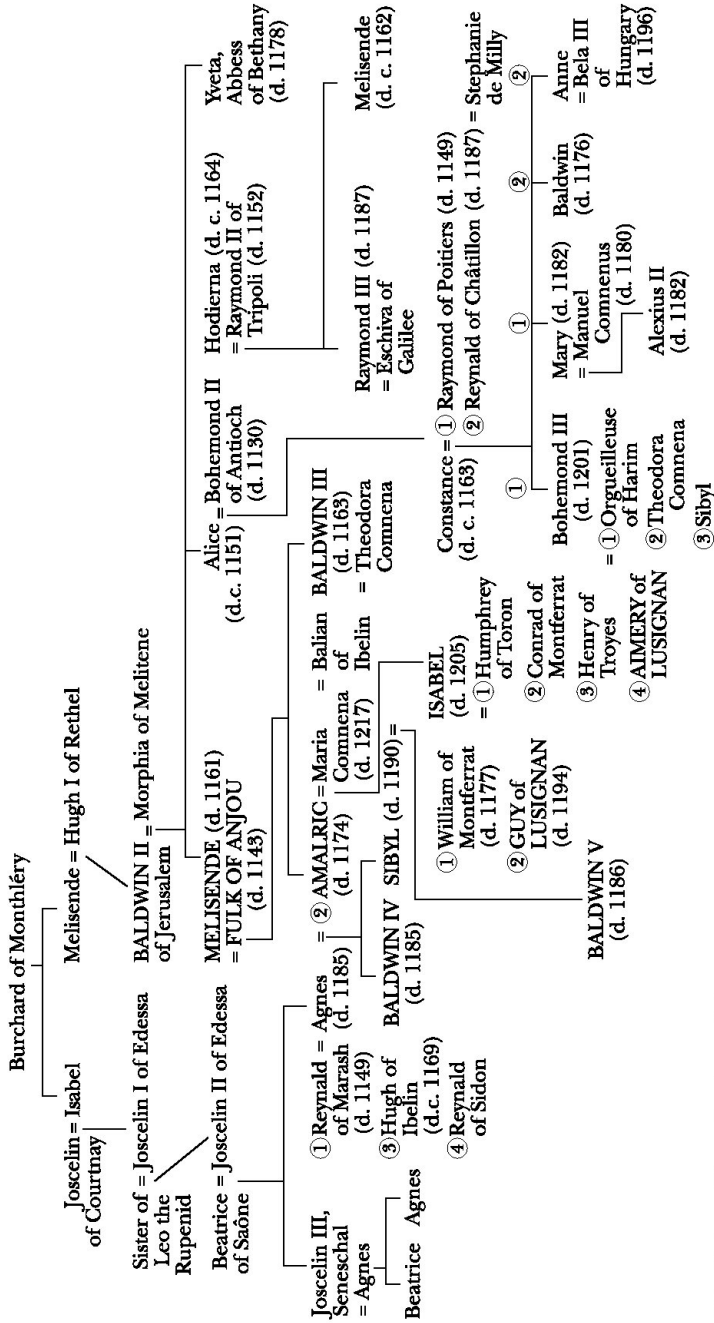 Burchard of Monthléry
Joscelin = Isabel
of Courtnay
Melisende = Hugh I of Rethel
Sister of = Joscelin I of Edessa
Leo the
Rupenid
BALDWIN II = Morphia of Melitene
of Jerusalem
Beatrice = Joscelin II of Edessa
of Saône
MELISENDE (d. 1161)
= FULK OF ANJOU
(d. 1143)
Alice = Bohemond II
(d.c. 1151) of Antioch
(d. 1130)
Hodierna (d. c. 1164)
= Raymond II of
Tripoli (d. 1152)
Yveta,
Abbess
of Bethany
(d. 1178)
Joscelin III,
Seneschal
= Agnes
① Reynald = Agnes
of Marash (d. 1185)
(d. 1149)
③ Hugh of
Ibelin
(d.c. 1169)
④ Reynald
of Sidon
= ② AMALRIC = Maria
(d. 1174) Comnena
(d. 1217)
= Balian
of
Ibelin
BALDWIN III
(d. 1163)
= Theodora
Comnena
Raymond III (d. 1187)
= Eschiva of
Galilee
Melisende
(d. c. 1162)
Beatrice Agnes
BALDWIN IV
(d. 1185)
SIBYL (d. 1190) =
① William of
Montferrat
(d. 1177)
② GUY of
LUSIGNAN
(d. 1194)
ISABEL
(d. 1205)
= ① Humphrey
of Toron
② Conrad of
Montferrat
③ Henry of
Troyes
④ AIMERY of
LUSIGNAN
Constance = ① Raymond of Poitiers (d. 1149)
(d. c. 1163) ② Reynald of Châtillon (d. 1187) = Stephanie
de Milly
① ① ② ②
Bohemond III
(d. 1201)
= ① Orgueilleuse
of Harim
② Theodora
Comnena
③ Sibyl
Mary (d. 1182)
= Manuel
Comnenus
(d. 1180)
Baldwin
(d. 1176)
Anne
= Bela III
of
Hungary
(d. 1196)
BALDWIN V
(d. 1186)
Alexius II
(d. 1182)